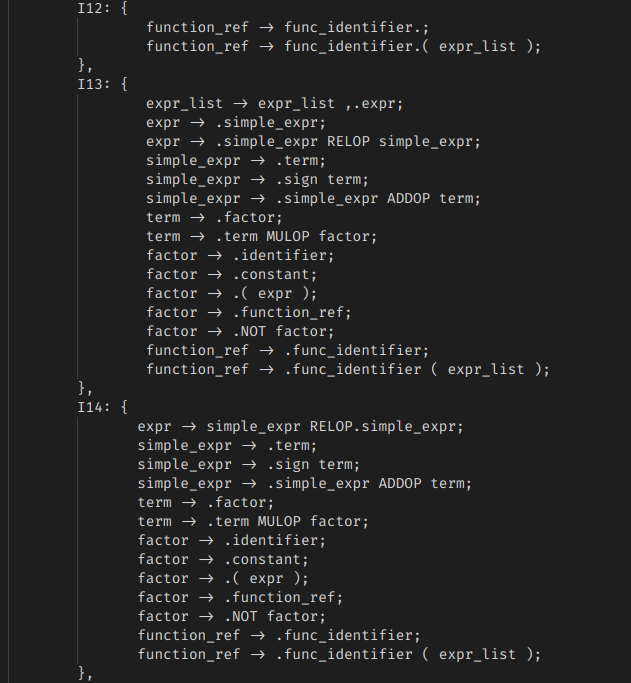 I12: {
function_ref → func_identifier.;
function_ref → func_identifier.( expr_list );
},
I13: {
expr_list → expr_list ,.expr;
expr → .simple_expr;
expr → .simple_expr RELOP simple_expr;
simple_expr → .term;
simple_expr → .sign term;
simple_expr → .simple_expr ADDOP term;
term → .factor;
term → .term MULOP factor;
factor → .identifier;
factor → .constant;
factor → .( expr );
factor → .function_ref;
factor → .NOT factor;
function_ref → .func_identifier;
function_ref → .func_identifier ( expr_list );
},
I14: {
expr → simple_expr RELOP.simple_expr;
simple_expr → .term;
simple_expr → .sign term;
simple_expr → .simple_expr ADDOP term;
term → .factor;
term → .term MULOP factor;
factor → .identifier;
factor → .constant;
factor → .( expr );
factor → .function_ref;
factor → .NOT factor;
function_ref → .func_identifier;
function_ref → .func_identifier ( expr_list );
},